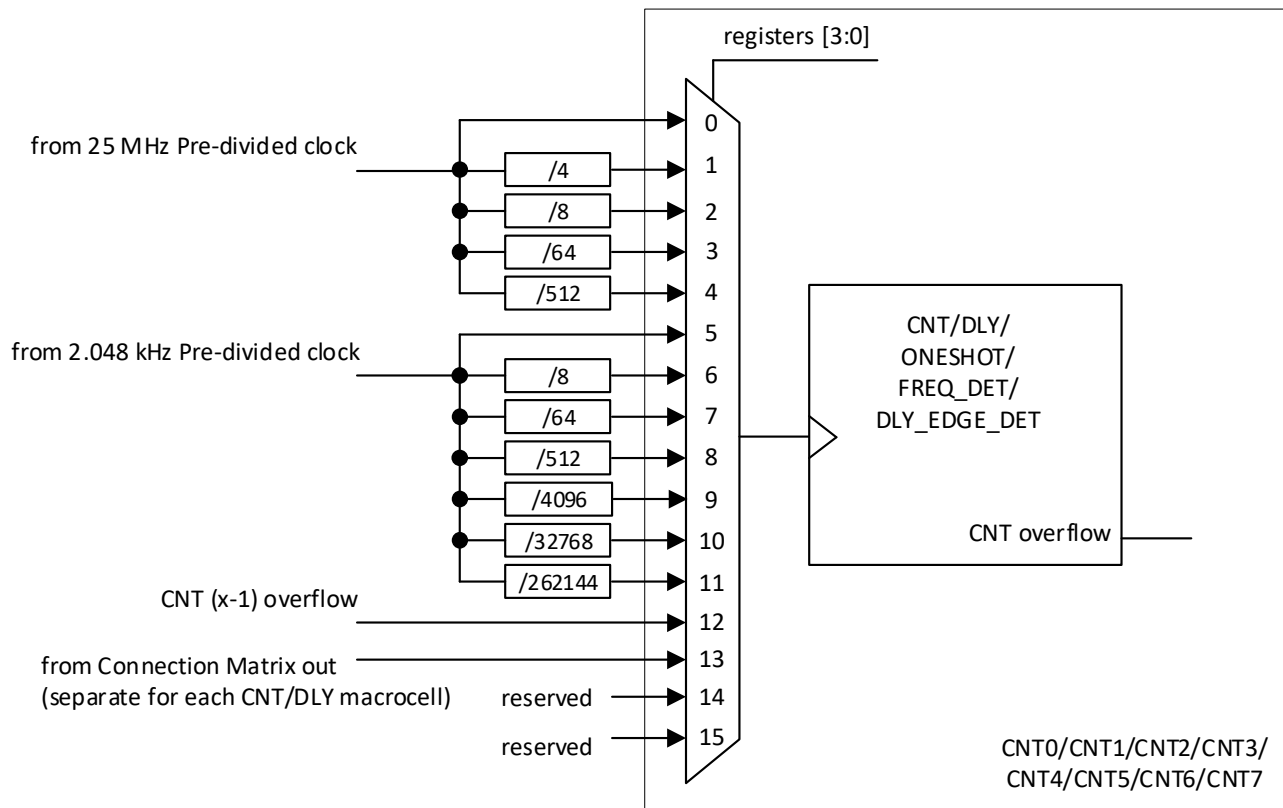 registers [3:0]
from 25 MHz Pre-divided clock
0
/4
1
/8
2
/64
3
/512
4
from 2.048 kHz Pre-divided clock
5
/8
6
/64
7
/512
8
/4096
9
/32768
10
/262144
11
CNT (x-1) overflow
12
from Connection Matrix out
(separate for each CNT/DLY macrocell)
13
reserved
14
reserved
15
CNT/DLY/
ONESHOT/
FREQ_DET/
DLY_EDGE_DET
CNT overflow
CNT0/CNT1/CNT2/CNT3/
CNT4/CNT5/CNT6/CNT7